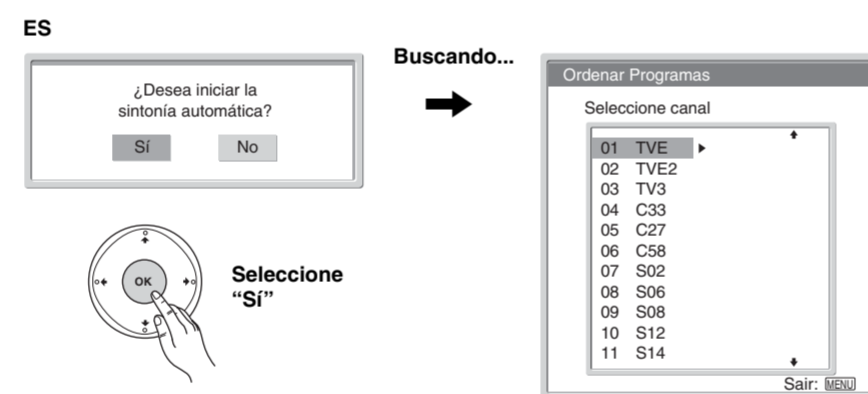 ES
¿Desea iniciar la
sintonía automática?
Sí
No
OK
Seleccione
“Sí”
Buscando...
Ordenar Programas
Seleccione canal
01 TVE
02 TVE2
03 TV3
04 C33
05 C27
06 C58
07 S02
08 S06
09 S08
10 S12
11 S14
Sair: MENU